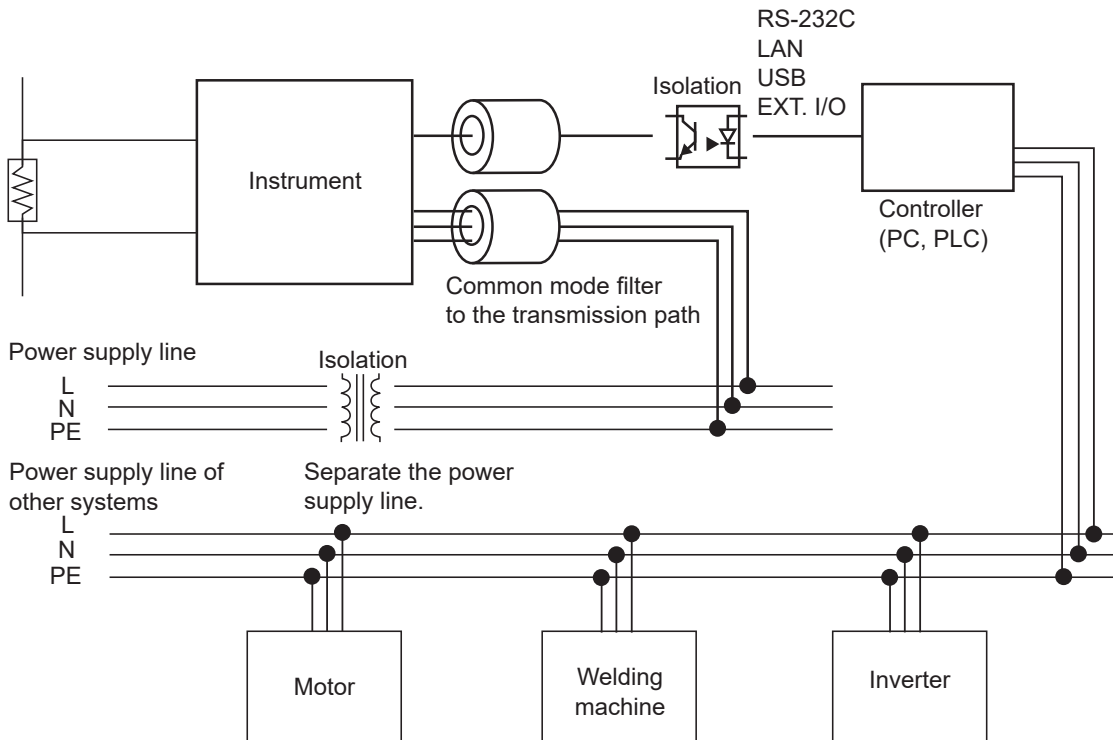 RS-232C
LAN
USB
EXT. I/O
Isolation
Instrument
Controller
(PC, PLC)
Common mode filter
to the transmission path
Power supply line
Isolation
L
N
PE
Power supply line of
other systems
Separate the power
supply line.
L
N
PE
Motor
Welding
machine
Inverter